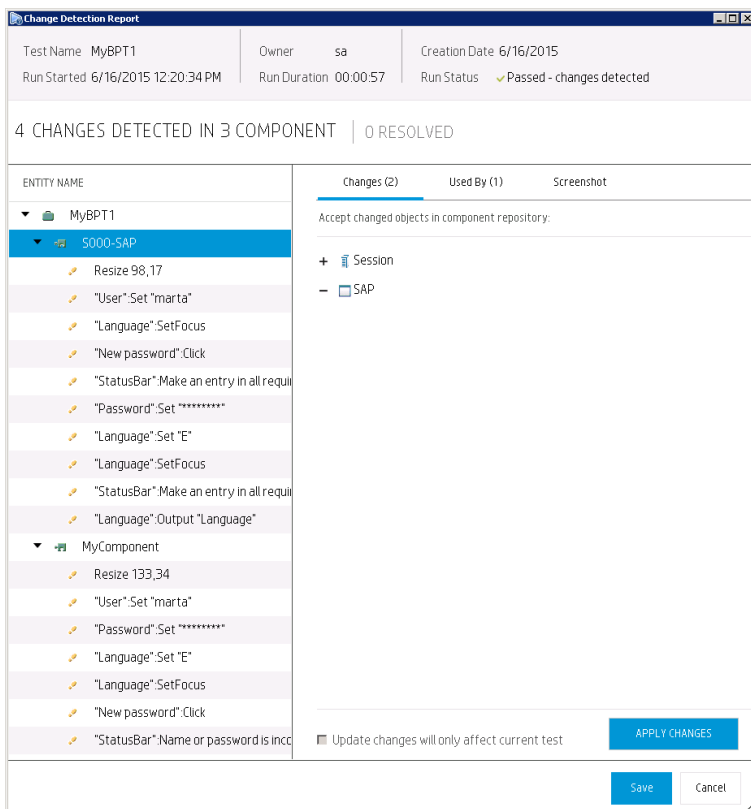 Change Detection Report
Test Name MyBPT1 Owner sa Creation Date 6/16/2015
Run Started 6/16/2015 12:20:34 PM Run Duration 00:00:57 Run Status Passed - changes detected
4 CHANGES DETECTED IN 3 COMPONENT | 0 RESOLVED
ENTITY NAME
MyBPT1
S000-SAP
Resize 98,17
"User":Set "marta"
"Language":SetFocus
"New password":Click
"StatusBar":Make an entry in all requi
"Password":Set "********"
"Language":Set "E"
"Language":SetFocus
"StatusBar":Make an entry in all requi
"Language":Output "Language"
MyComponent
Resize 133,34
"User":Set "marta"
"Password":Set "********"
"Language":Set "E"
"Language":SetFocus
"New password":Click
"StatusBar":Name or password is inco
Changes (2) Used By (1) Screenshot
Accept changed objects in component repository:
Session
SAP
Update changes will only affect current test
APPLY CHANGES
Save Cancel